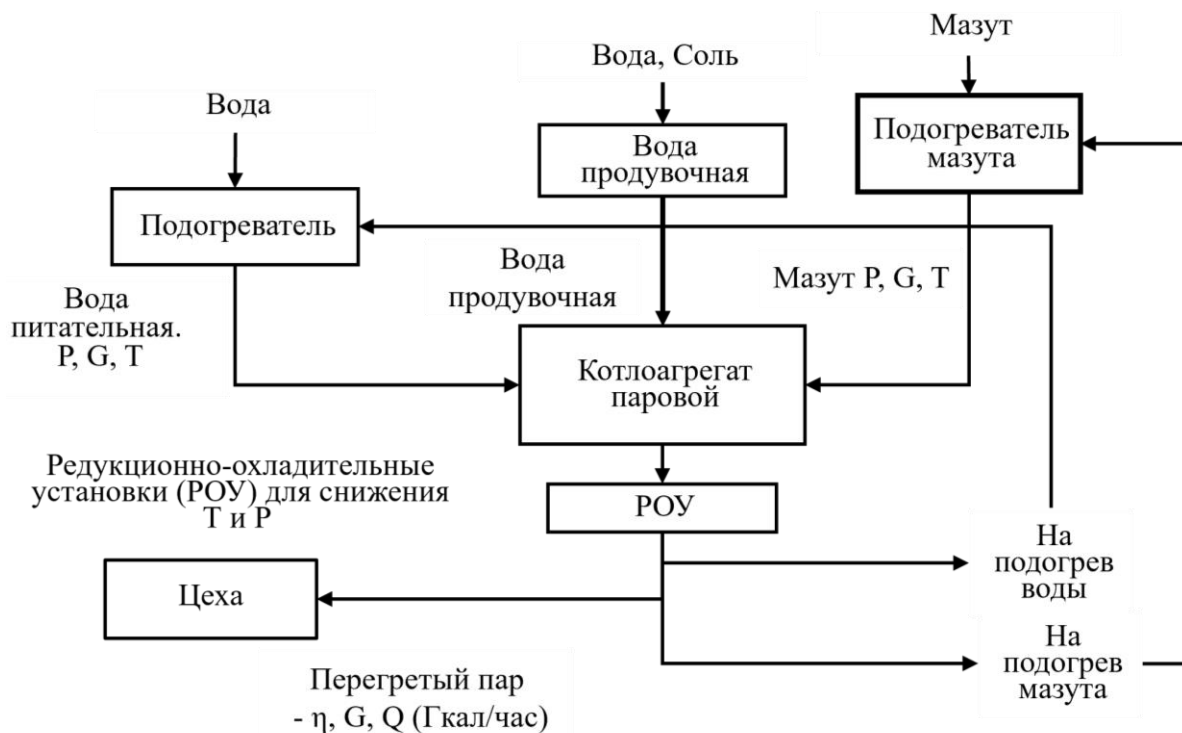 Мазут
Вода, Соль
Вода
Подогреватель
мазута
Вода
продувочная
Подогреватель
Вода
продувочная
Мазут P, G, T
Вода
питательная.
P, G, T
Котлоагрегат
паровой
Редукционно-охладительные
установки (РОУ) для снижения
Т и Р
РОУ
На
подогрев
воды
Цеха
На
подогрев
мазута
Перегретый пар
- η, G, Q (Гкал/час)